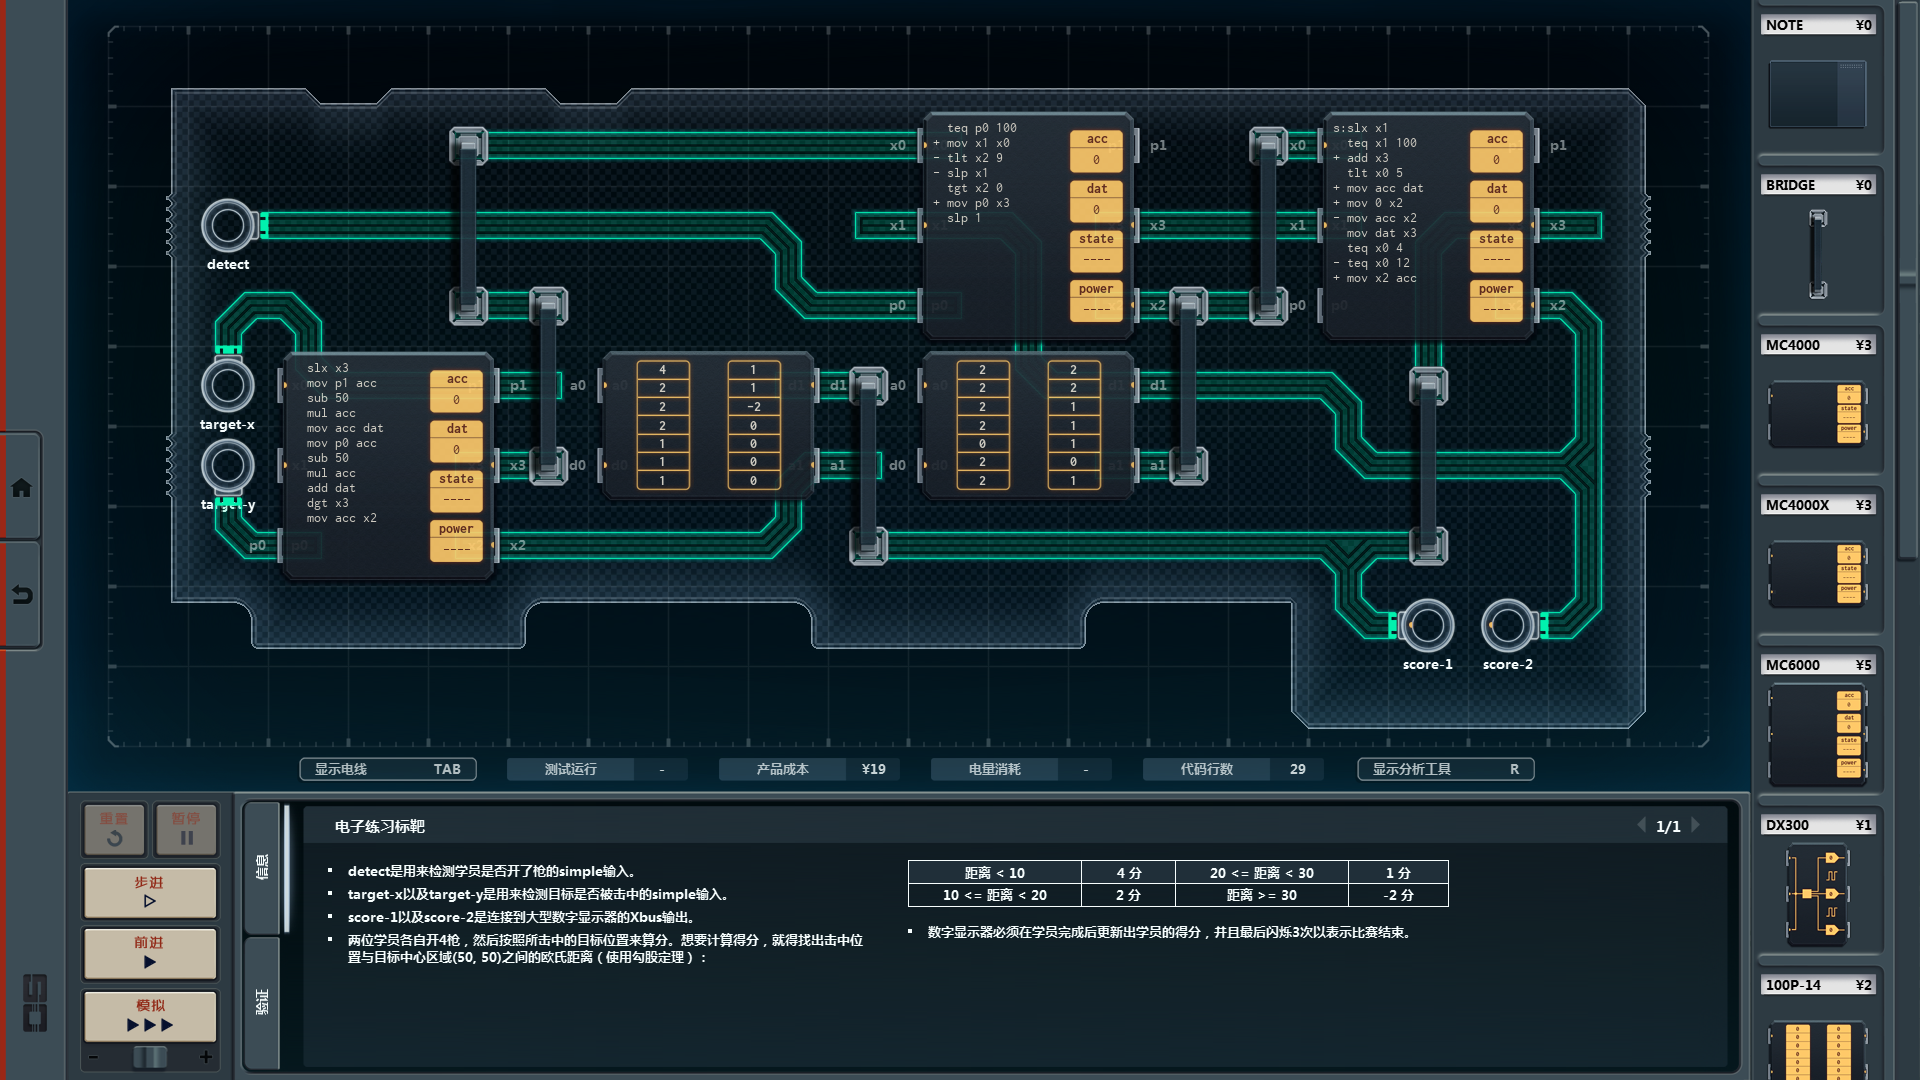 NOTE ¥0
BRIDGE ¥0
MC4000 ¥3
MC4000X ¥3
MC6000 ¥5
DX300 ¥1
100P-14 ¥2
detect
target-x
target-y
score-1
score-2
x0
x1
p0
p1
x3
x2
teq p0 100
+ mov x1 x0
- tlt x2 9
- slp x1
tgt x2 0
+ mov p0 x3
slp 1
acc
0
dat
0
state
----
power
----
x0
x1
p0
p1
x3
x2
s:slx x1
teq x1 100
+ add x3
tlt x0 5
+ mov acc dat
+ mov 0 x2
- mov acc x2
mov dat x3
teq x0 4
- teq x0 12
+ mov x2 acc
acc
0
dat
0
state
----
power
----
slx x3
mov p1 acc
sub 50
mul acc
mov acc dat
mov p0 acc
sub 50
mul acc
add dat
dgt x3
mov acc x2
acc
0
dat
0
state
----
power
----
p0
p1
x3
x2
a0
d0
d1
a1
4 1
2 1
2 -2
2 0
1 0
1 0
1 0
a0
d0
d1
a1
2 2
2 2
2 1
2 1
0 1
2 0
2 1
显示电线 TAB
测试运行 -
产品成本 ¥19
电量消耗 -
代码行数 29
显示分析工具 R
重置
暂停
步进
前进
模拟
- +
信息
验证
电子练习标靶
1/1
▪ detect是用来检测学员是否开了枪的simple输入。
▪ target-x以及target-y是用来检测目标是否被击中的simple输入。
▪ score-1以及score-2是连接到大型数字显示器的Xbus输出。
▪ 两位学员各自开4枪，然后按照所击中的目标位置来算分。想要计算得分，就得找出击中位
置与目标中心区域(50, 50)之间的欧氏距离（使用勾股定理）：
距离 < 10 4 分 20 <= 距离 < 30 1 分
10 <= 距离 < 20 2 分 距离 >= 30 -2 分
▪ 数字显示器必须在学员完成后更新出学员的得分，并且最后闪烁3次以表示比赛结束。